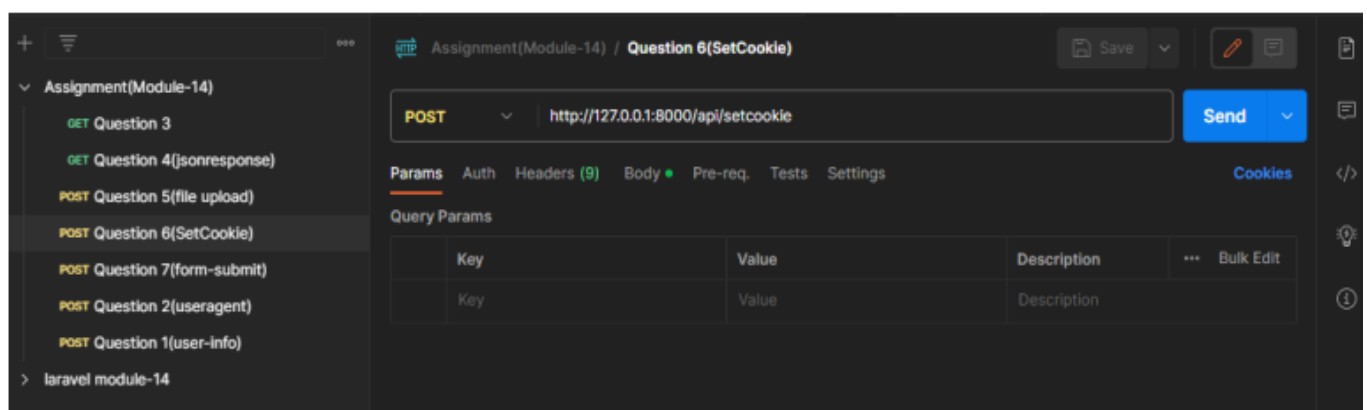 HTTP Assignment(Module-14) / Question 6(SetCookie) Save
Assignment(Module-14)
GET Question 3
GET Question 4(jsonresponse)
POST Question 5(file upload)
POST Question 6(SetCookie)
POST Question 7(form-submit)
POST Question 2(useragent)
POST Question 1(user-info)
laravel module-14
POST http://127.0.0.1:8000/api/setcookie Send
Params Auth Headers (9) Body Pre-req. Tests Settings Cookies
Query Params
Key Value Description Bulk Edit
Key Value Description